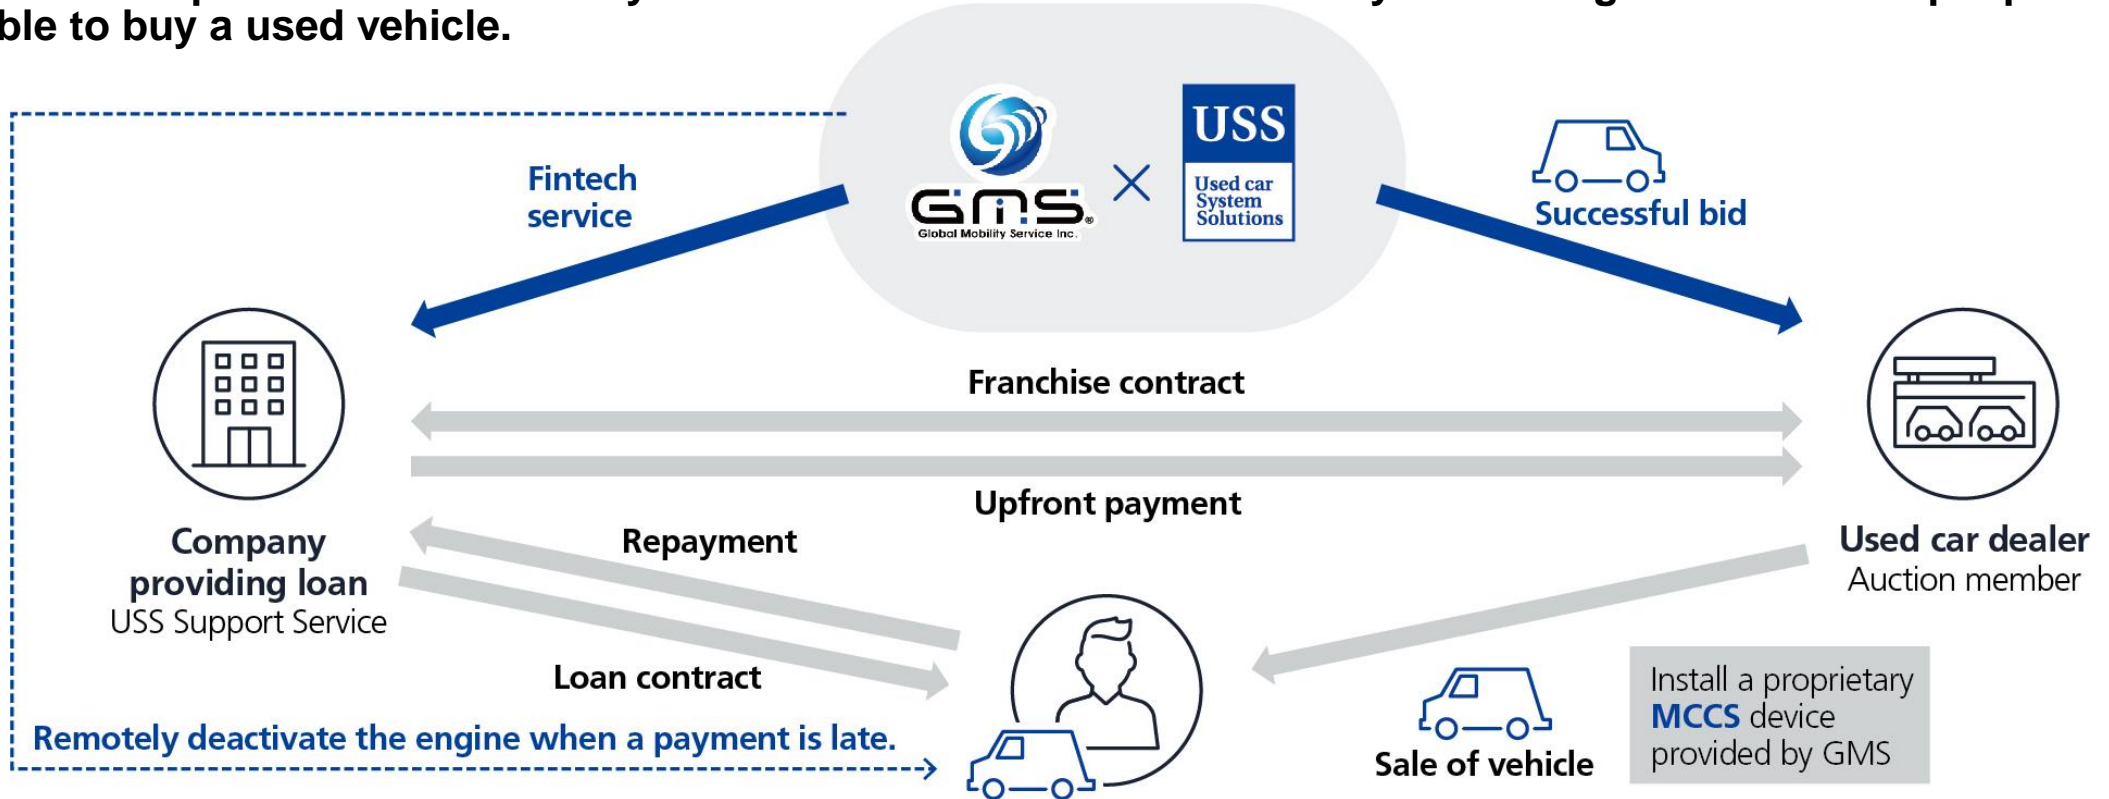 ble to buy a used vehicle.
GMS®
Global Mobility Service Inc.
USS
Used car
System
Solutions
Fintech
service
Successful bid
Franchise contract
Upfront payment
Repayment
Loan contract
Company
providing loan
USS Support Service
Used car dealer
Auction member
Remotely deactivate the engine when a payment is late.
Sale of vehicle
Install a proprietary
MCCS device
provided by GMS